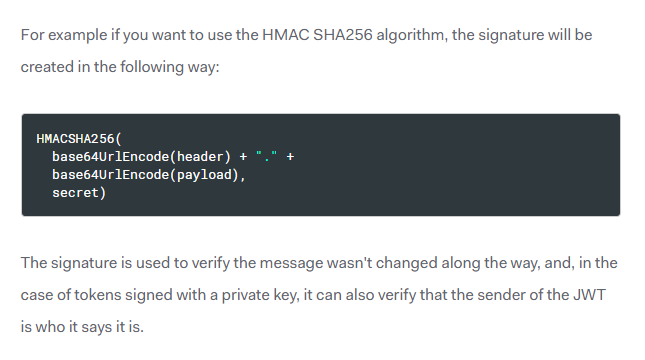 For example if you want to use the HMAC SHA256 algorithm, the signature will be
created in the following way:
HMACSHA256(
  base64UrlEncode(header) + "." +
  base64UrlEncode(payload),
  secret)
The signature is used to verify the message wasn't changed along the way, and, in the
case of tokens signed with a private key, it can also verify that the sender of the JWT
is who it says it is.